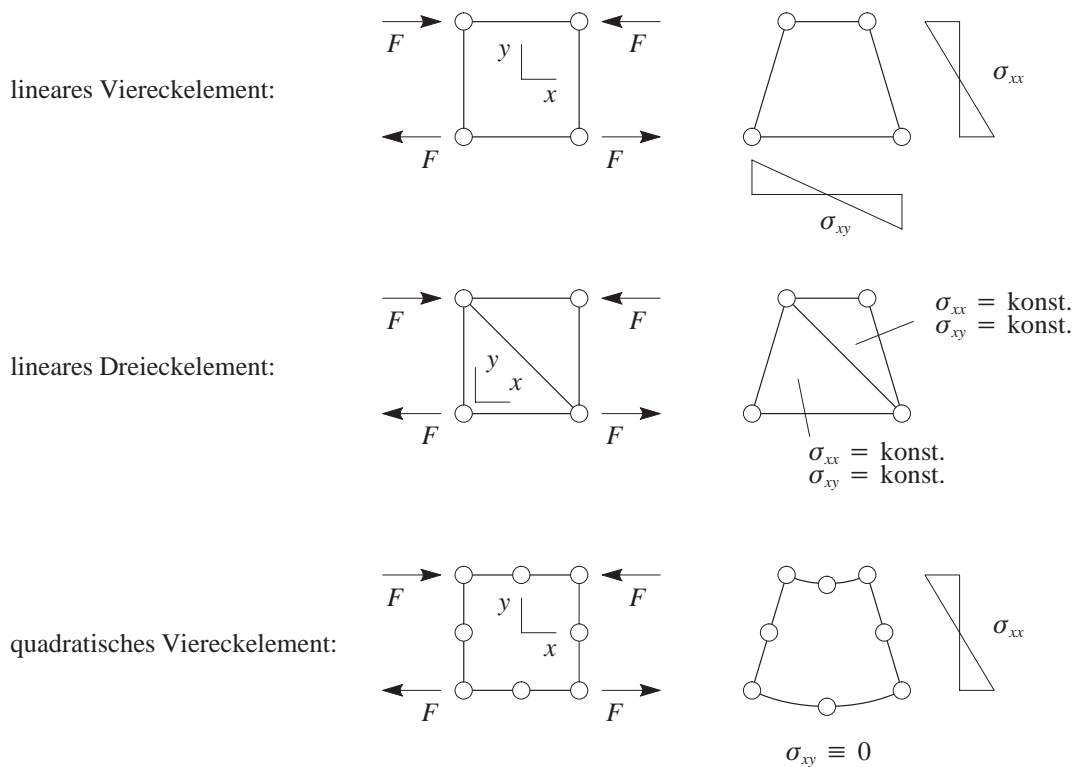 F F
y
x
lineares Viereckelement:
σxx
F F
σxy
F F
σxx = konst.
σxy = konst.
y
x
lineares Dreieckelement:
F F
σxx = konst.
σxy = konst.
F F
y
x
quadratisches Viereckelement:
σxx
F F
σxy ≡ 0